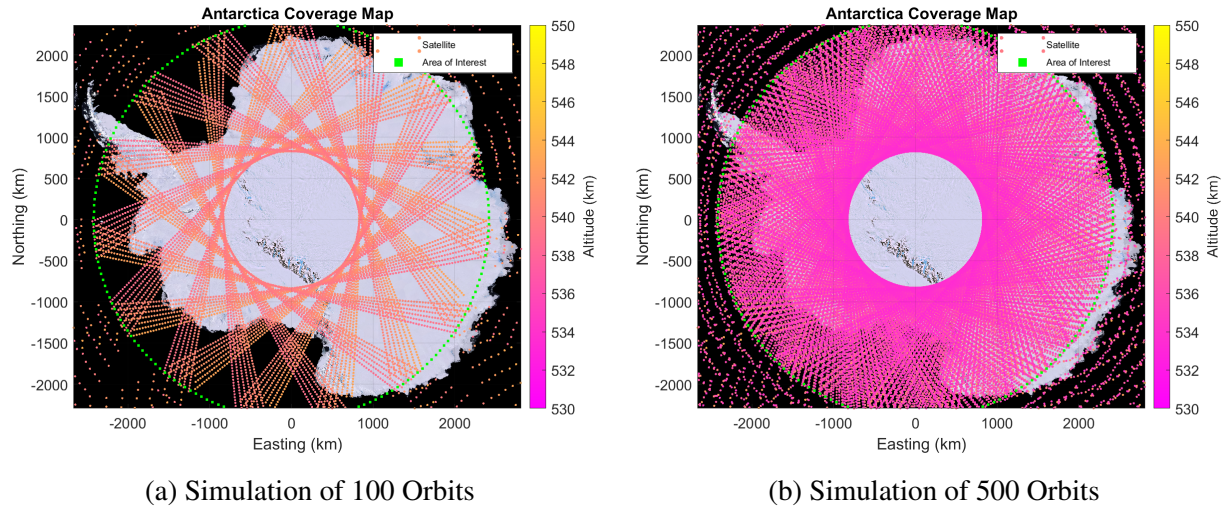 Antarctica Coverage Map
Satellite
Area of Interest
2000
1500
1000
500
0
-500
-1000
-1500
-2000
Northing (km)
-2000 -1000 0 1000 2000
Easting (km)
550
548
546
544
542
540
538
536
534
532
530
Altitude (km)
(a) Simulation of 100 Orbits
Antarctica Coverage Map
Satellite
Area of Interest
2000
1500
1000
500
0
-500
-1000
-1500
-2000
Northing (km)
-2000 -1000 0 1000 2000
Easting (km)
550
548
546
544
542
540
538
536
534
532
530
Altitude (km)
(b) Simulation of 500 Orbits